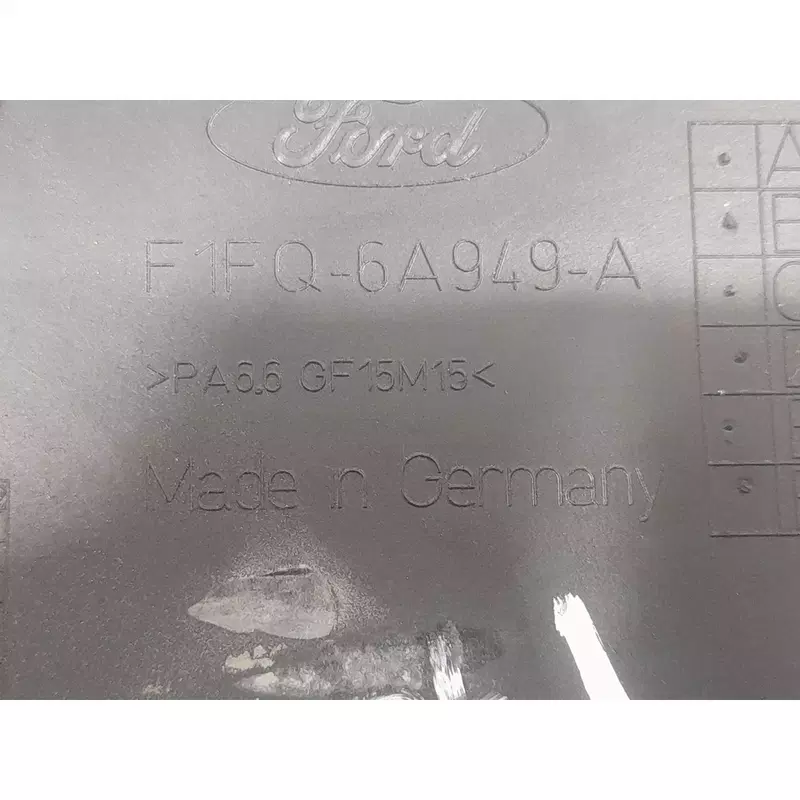 Ford
F1FQ-6A949-A
>PA6.6 GF15M15<
Made in Germany
A